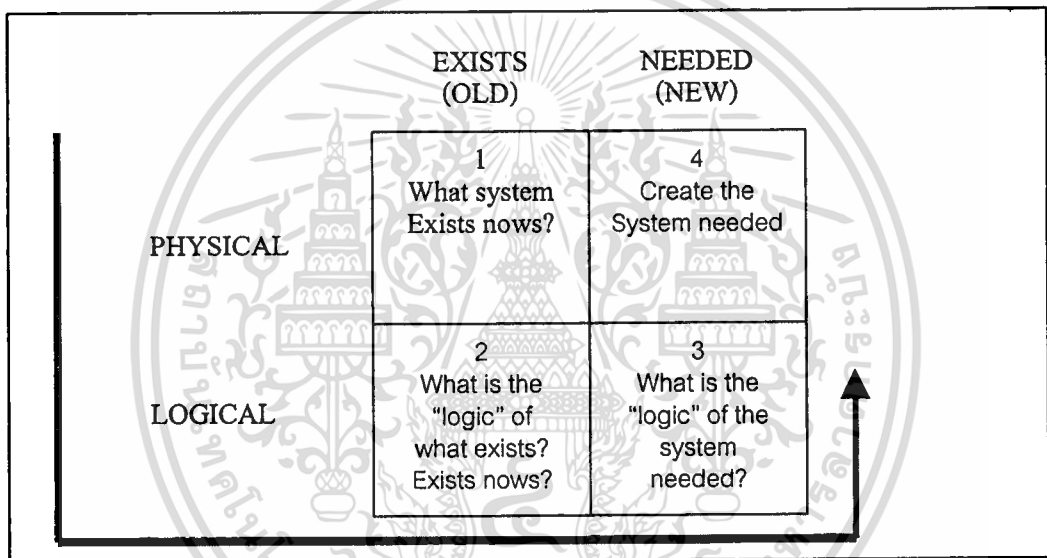 EXISTS
(OLD)
NEEDED
(NEW)
PHYSICAL
1
What system
Exists nows?
4
Create the
System needed
LOGICAL
2
What is the
"logic" of
what exists?
Exists nows?
3
What is the
"logic" of the
system
needed?